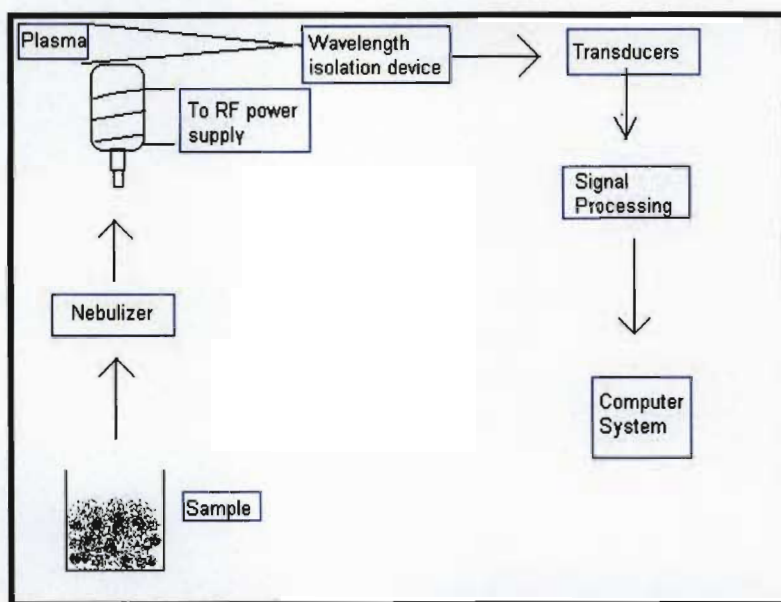 Plasma
Wavelength
isolation device
Transducers
To RF power
supply
Signal
Processing
Nebulizer
Computer
System
Sample